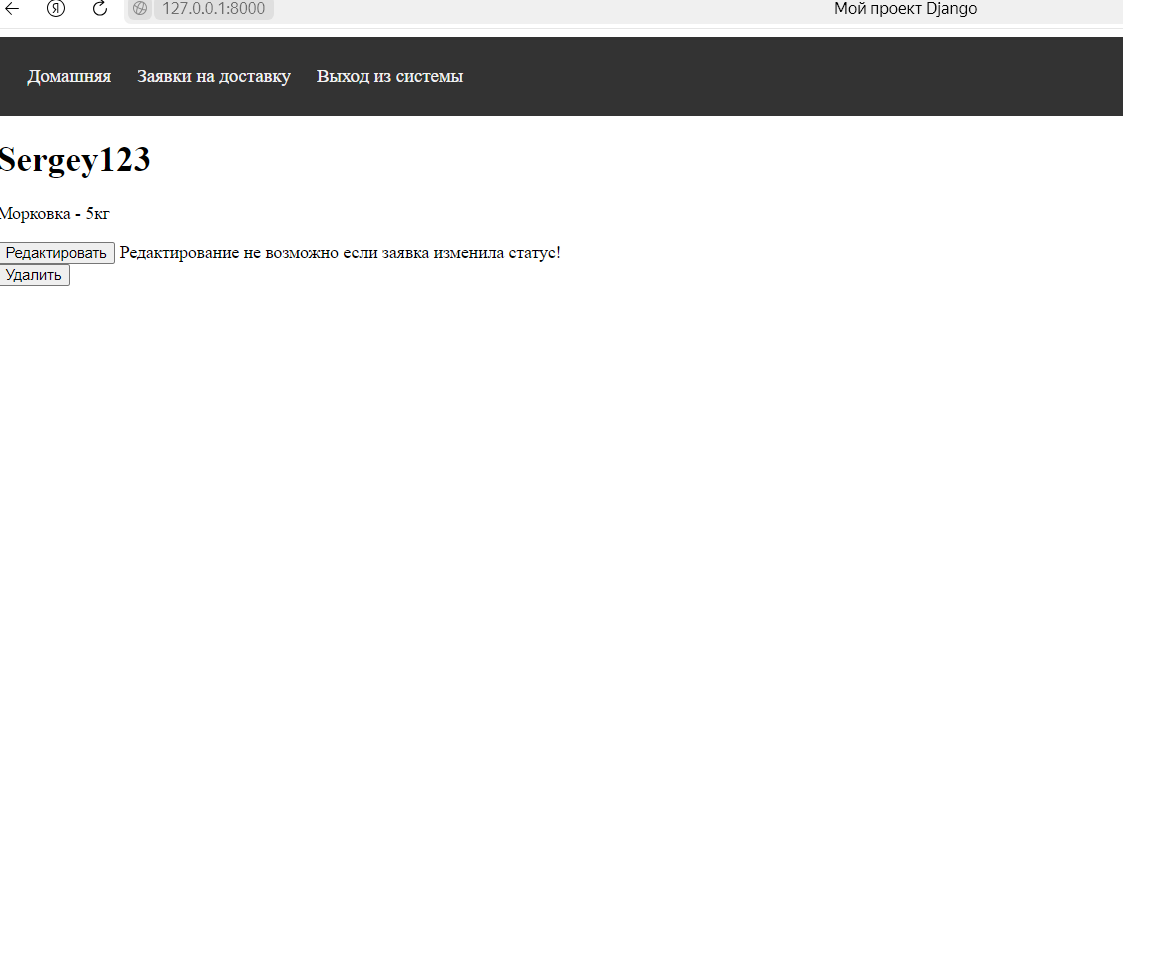 127.0.0.1:8000 Мой проект Django
Домашняя Заявки на доставку Выход из системы
Sergey123
Морковка - 5кг
Редактировать Редактирование не возможно если заявка изменила статус!
Удалить